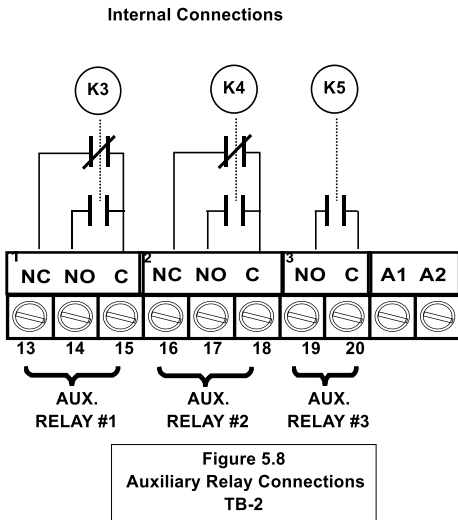 Internal Connections
K3 K4 K5
1 2 3
NC NO C NC NO C NO C A1 A2
13 14 15 16 17 18 19 20
AUX. AUX. AUX.
RELAY #1 RELAY #2 RELAY #3
Figure 5.8
Auxiliary Relay Connections
TB-2